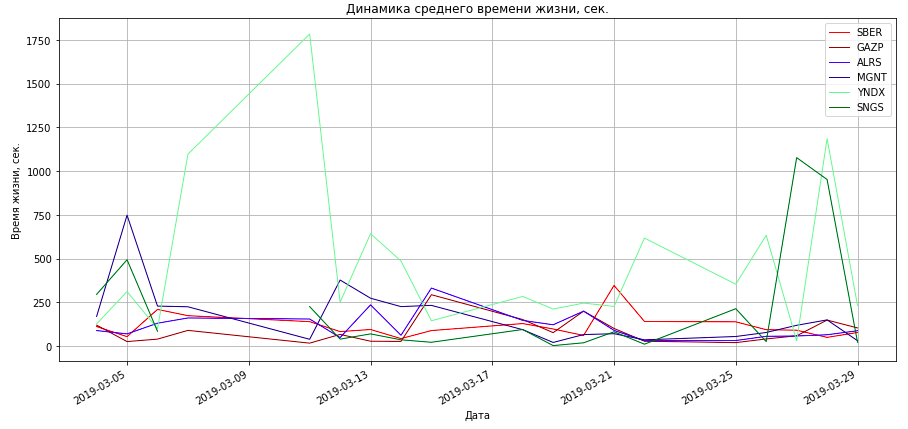 Динамика среднего времени жизни, сек.
1750
1500
1250
1000
750
500
250
0
Время жизни, сек.
SBER
GAZP
ALRS
MGNT
YNDX
SNGS
2019-03-05
2019-03-09
2019-03-13
2019-03-17
2019-03-21
2019-03-25
2019-03-29
Дата